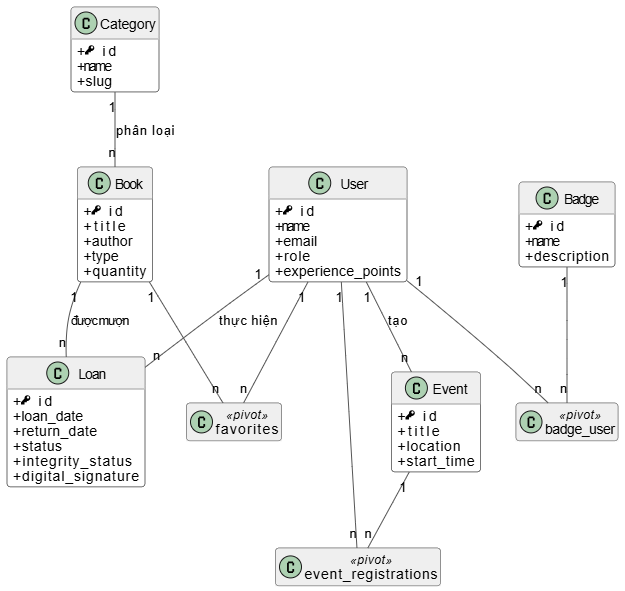 C Category
+ id
+name
+slug
1
phân loại
n
C Book
+ id
+title
+author
+type
+quantity
C User
+ id
+name
+email
+role
+experience_points
C Badge
+ id
+name
+description
1
1
1
1
1
1
1
1
đượcmượn
thực hiện
tạo
n
n
n
n
n
n
n
C Loan
+ id
+loan_date
+return_date
+status
+integrity_status
+digital_signature
C «pivot»
favorites
C Event
+ id
+title
+location
+start_time
C «pivot»
badge_user
1
n
n
C «pivot»
event_registrations